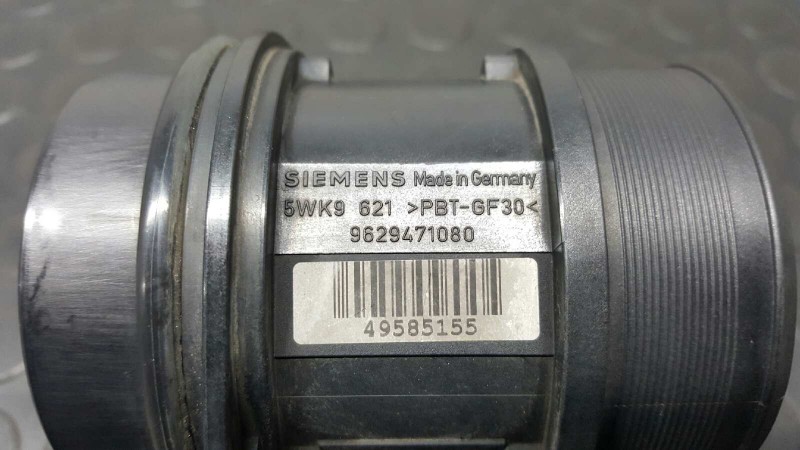 SIEMENS Made in Germany
5WK9 621 >PBT-GF30<
9629471080
49585155